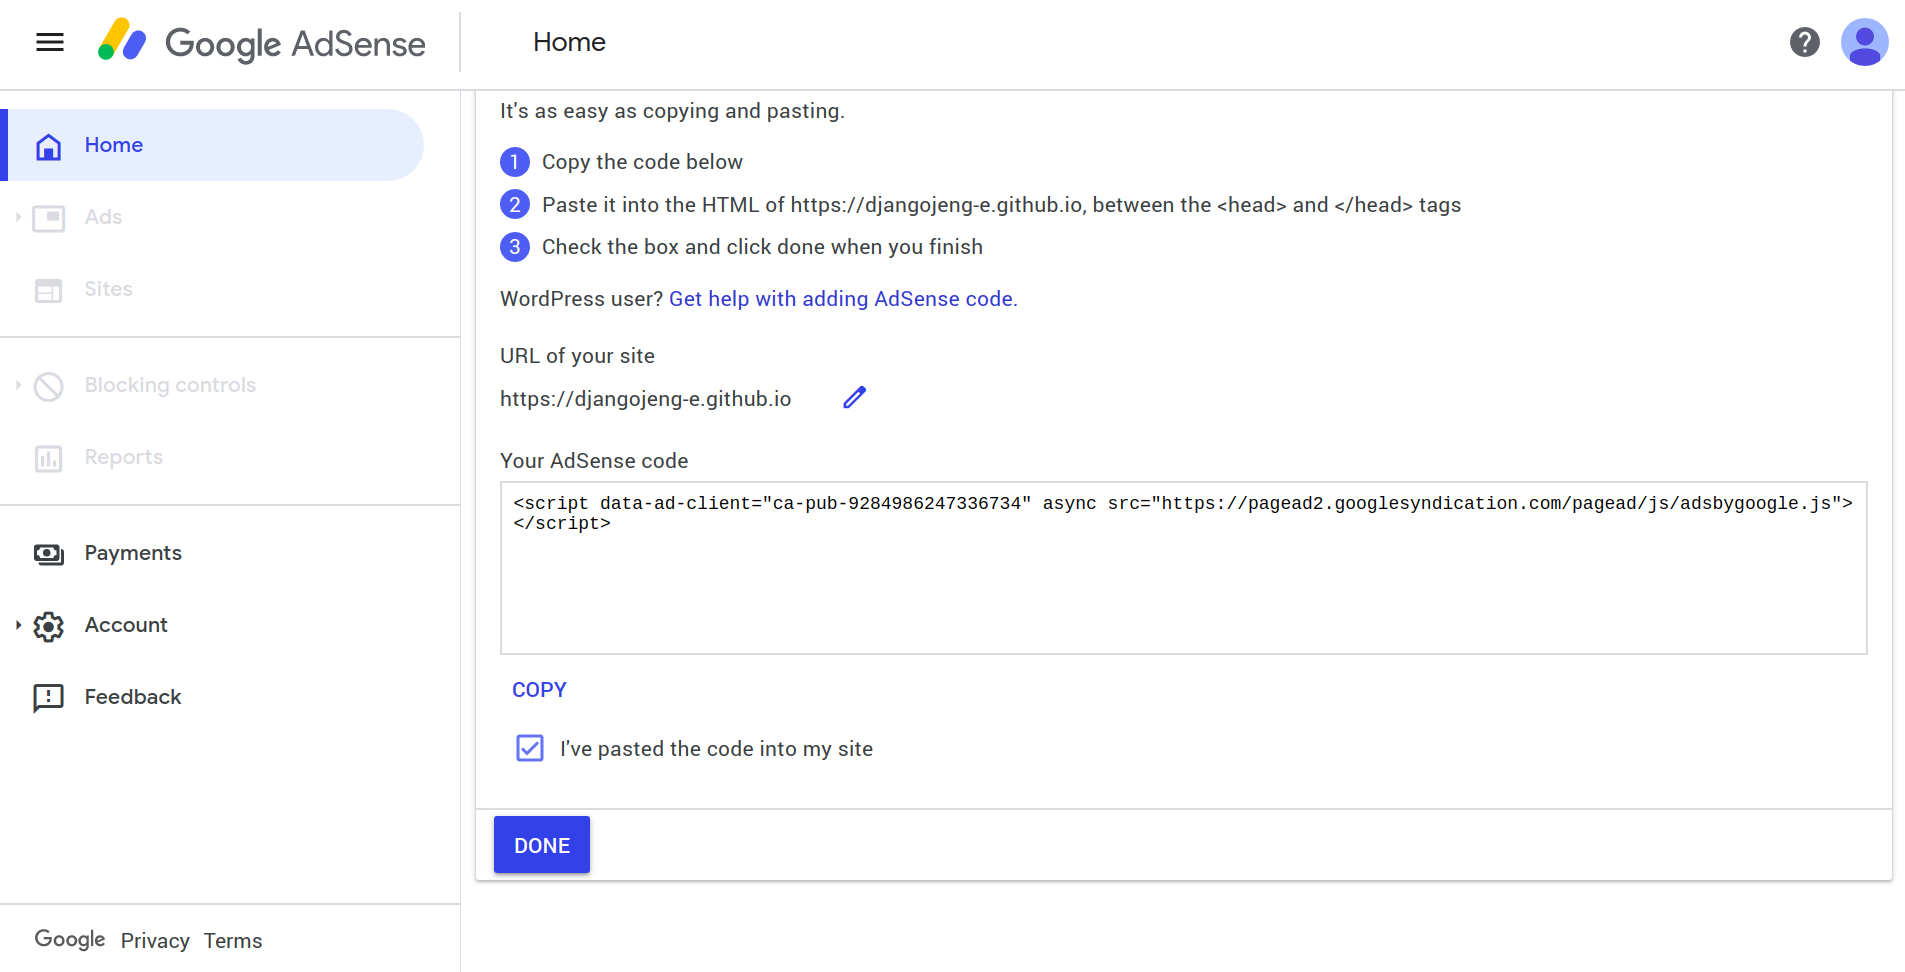 Google AdSense
Home
Home
Ads
Sites
Blocking controls
Reports
Payments
Account
Feedback
Google Privacy Terms
It's as easy as copying and pasting.
1 Copy the code below
2 Paste it into the HTML of https://djangojeng-e.github.io, between the <head> and </head> tags
3 Check the box and click done when you finish
WordPress user? Get help with adding AdSense code.
URL of your site
https://djangojeng-e.github.io
Your AdSense code
<script data-ad-client="ca-pub-9284986247336734" async src="https://pagead2.googlesyndication.com/pagead/js/adsbygoogle.js">
</script>
COPY
I've pasted the code into my site
DONE